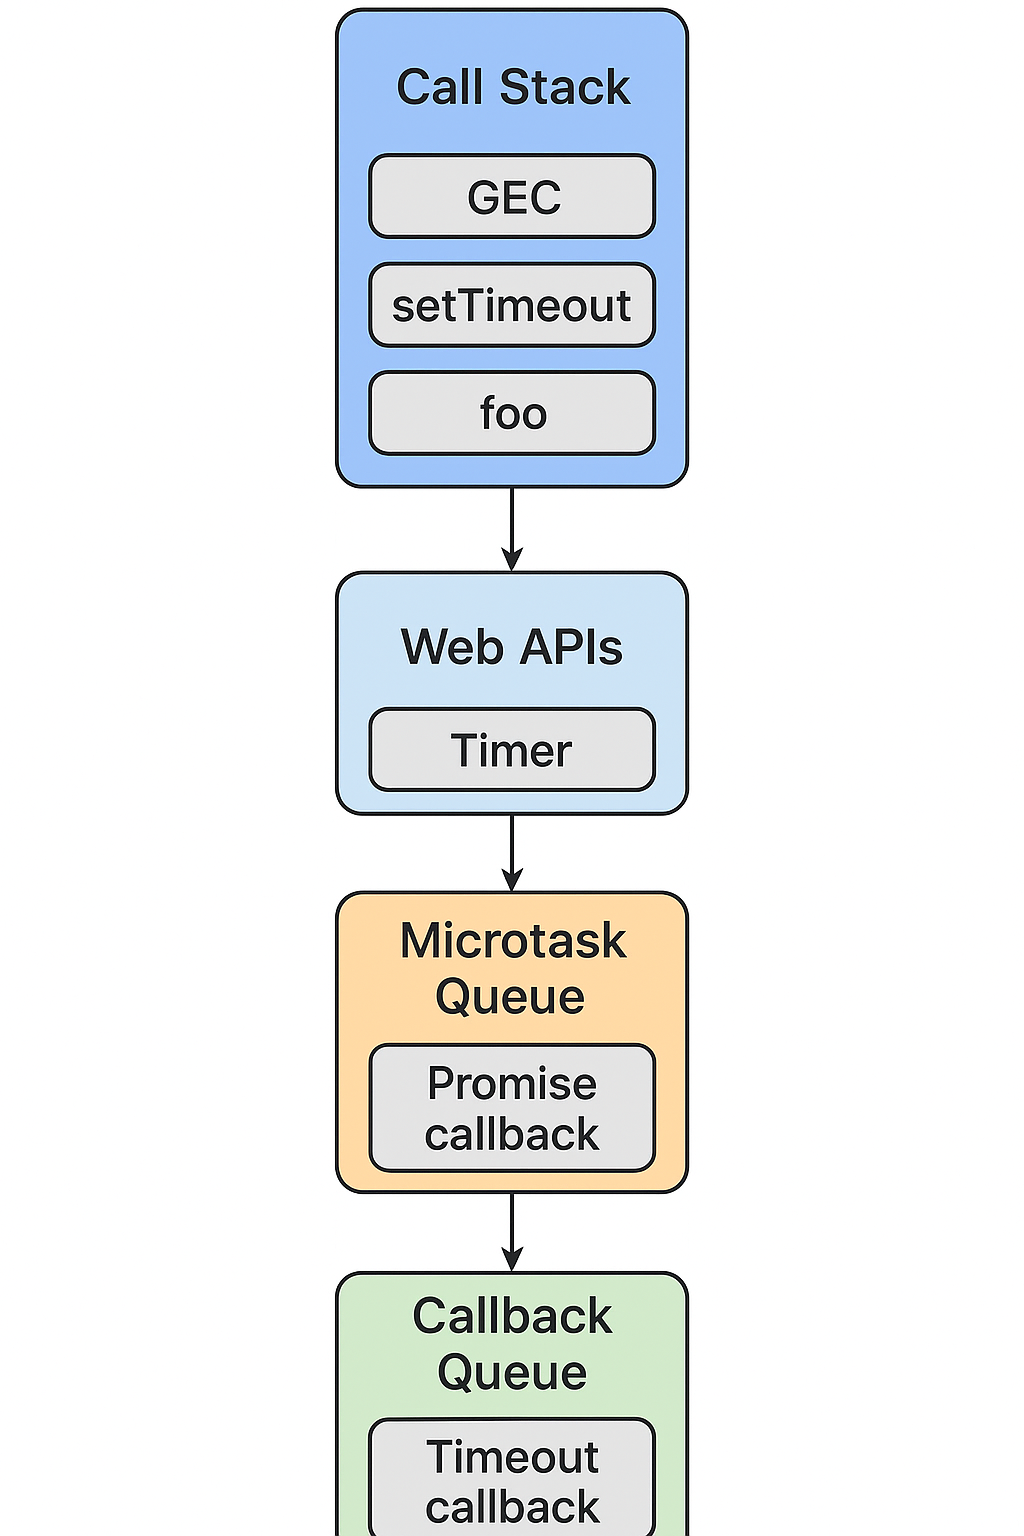 Call Stack
GEC
setTimeout
foo
Web APIs
Timer
Microtask
Queue
Promise
callback
Callback
Queue
Timeout
callback